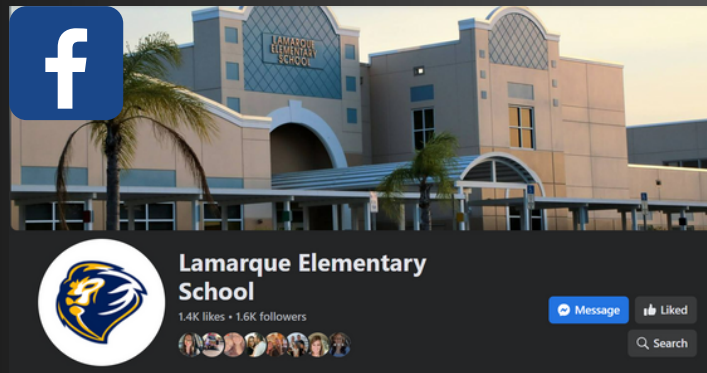 f
LAMARQUE
ELEMENTARY
SCHOOL
Lamarque Elementary
School
1.4K likes • 1.6K followers
Message
Liked
Search